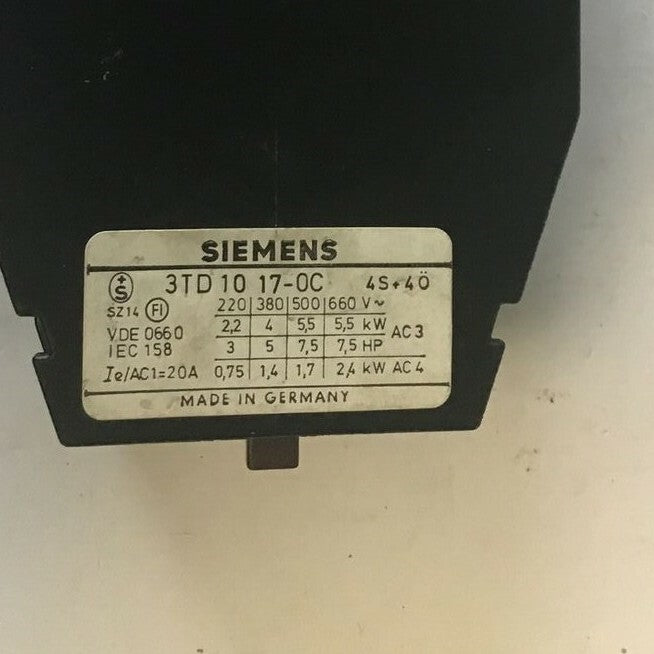 SIEMENS
+S 3TD 10 17-0C 4S+4Ö
SZ14 FI 220 380 500 660 V~
VDE 0660 2,2 4 5,5 5,5 kW AC3
IEC 158 3 5 7,5 7,5 HP
Ie/AC1=20A 0,75 1,4 1,7 2,4 kW AC4
MADE IN GERMANY